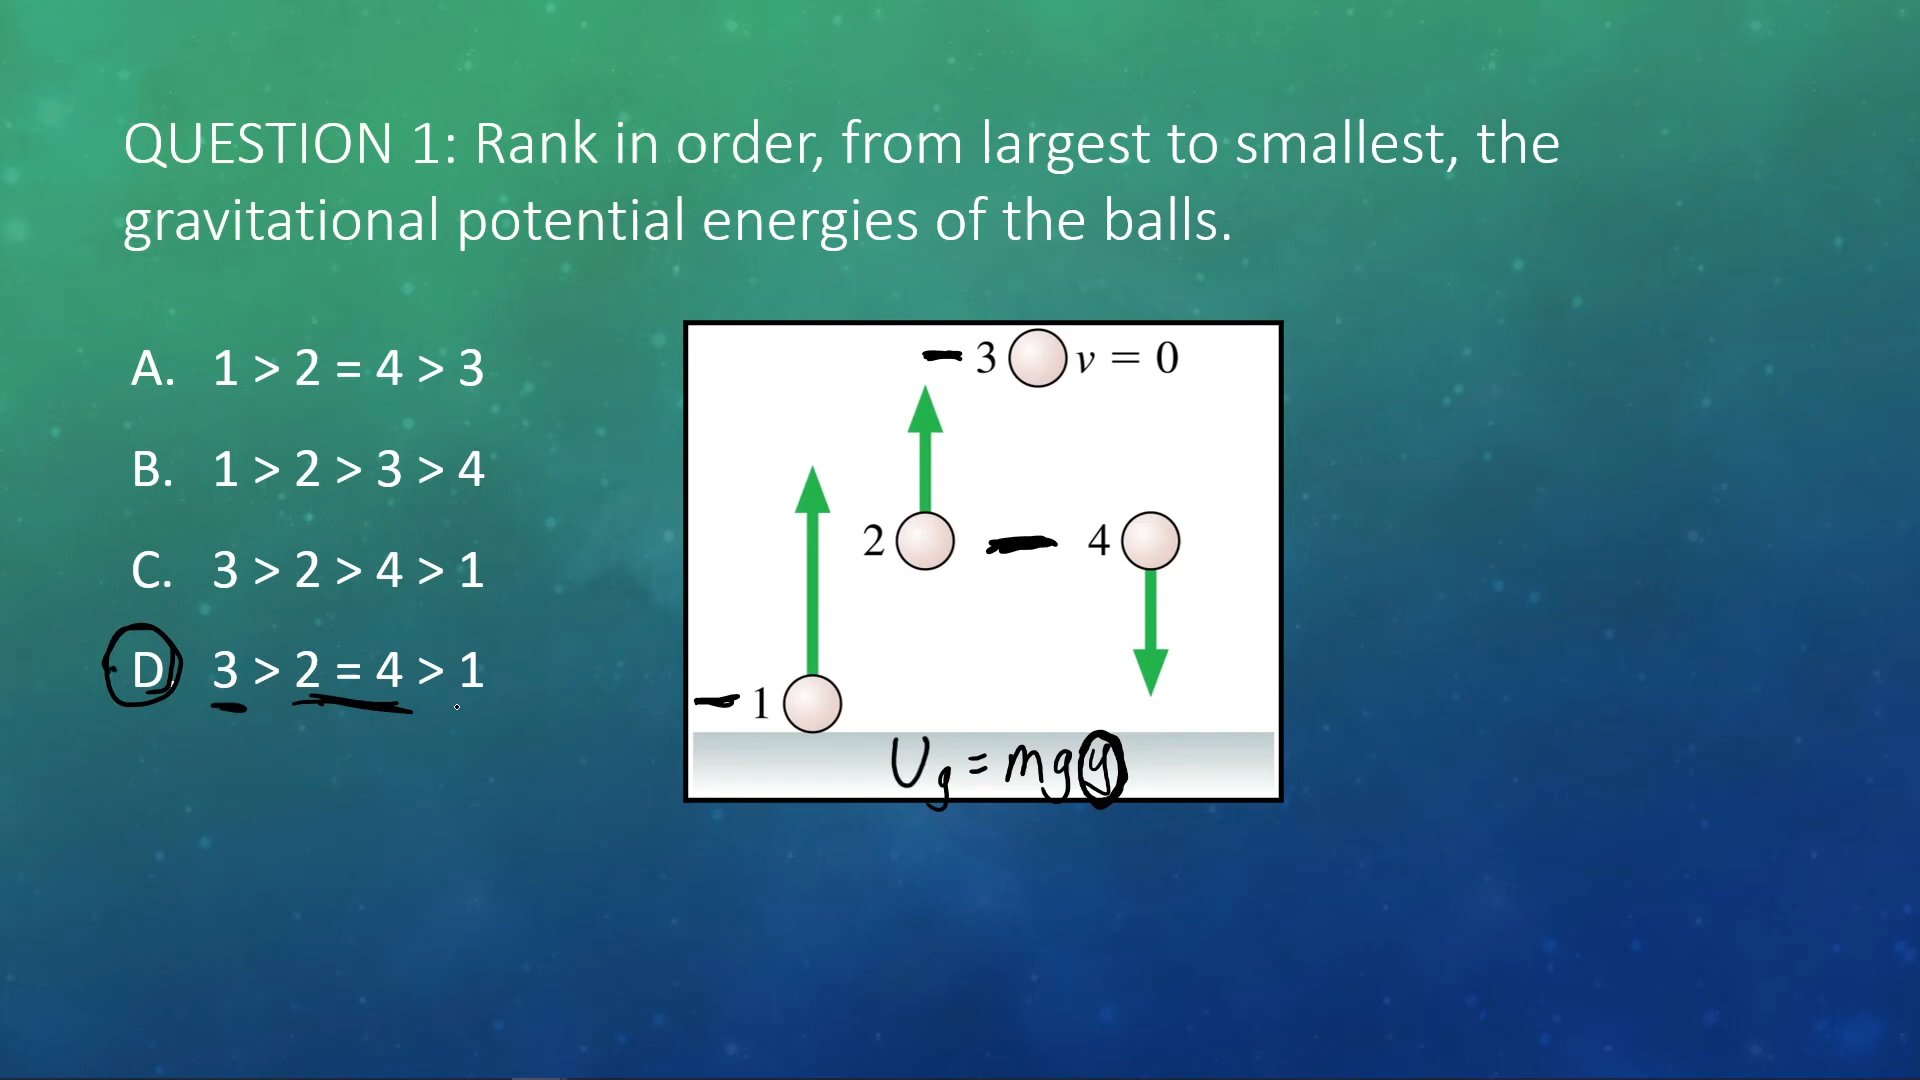 QUESTION 1: Rank in order, from largest to smallest, the
gravitational potential energies of the balls.
A. 1 > 2 = 4 > 3
B. 1 > 2 > 3 > 4
C. 3 > 2 > 4 > 1
D. 3 > 2 = 4 > 1
3 v = 0
2
4
1
Ug = mgy